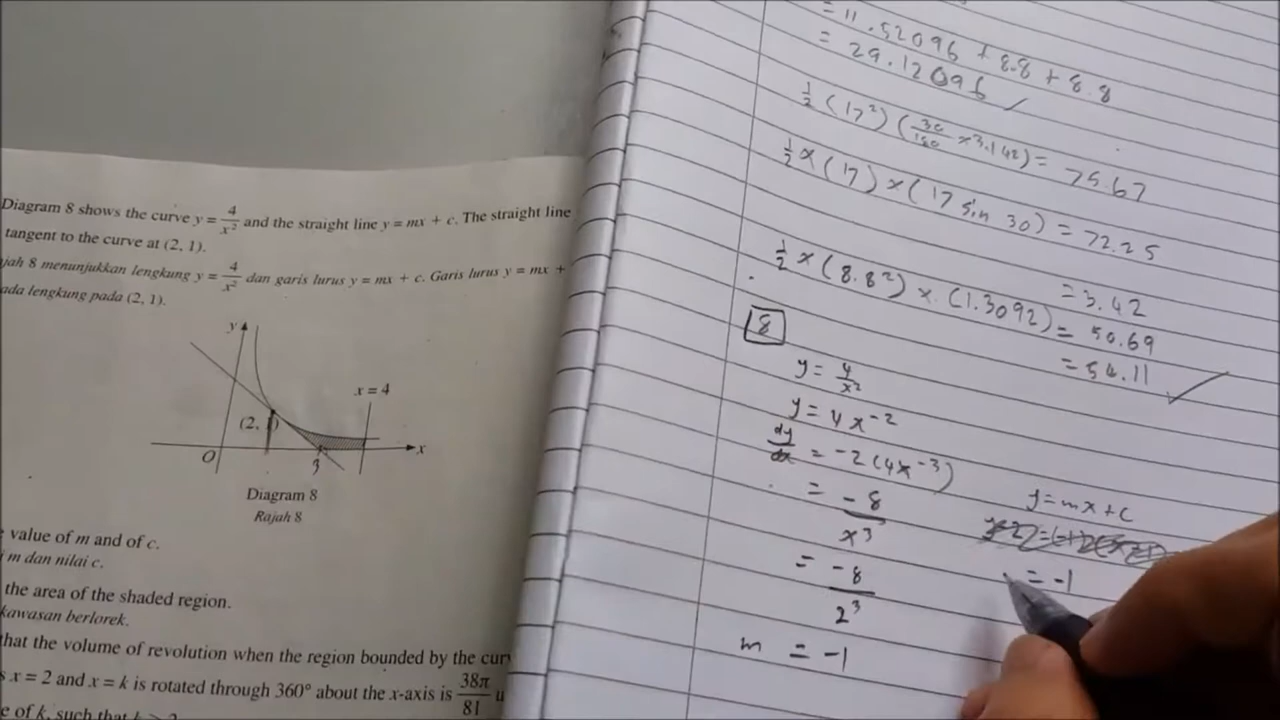 Diagram 8 shows the curve y = 4/x² and the straight line y = mx + c. The straight line
tangent to the curve at (2, 1).
jah 8 menunjukkan lengkung y = 4/x² dan garis lurus y = mx + c. Garis lurus y = mx +
ada lengkung pada (2, 1).
y
x = 4
(2,
O
3
x
Diagram 8
Rajah 8
value of m and of c.
i m dan nilai c.
the area of the shaded region.
kawasan berlorek.
that the volume of revolution when the region bounded by the cur
s x = 2 and x = k is rotated through 360° about the x-axis is 38π/81 u
e of k, such that k > 2
= 11.52096 + 8.8 + 8.8
= 29.12096 ✓
½ (17²) (30/180 × 3.142) = 75.67
½ × (17) × (17 sin 30) = 72.25
= 3.42
½ × (8.8²) × (1.3092) = 50.69
= 54.11 ✓
8
y = 4/x²
y = 4x⁻²
dy/dx = -2(4x⁻³)
= -8/x³
= -8/2³
m = -1
y = mx + c
= -1